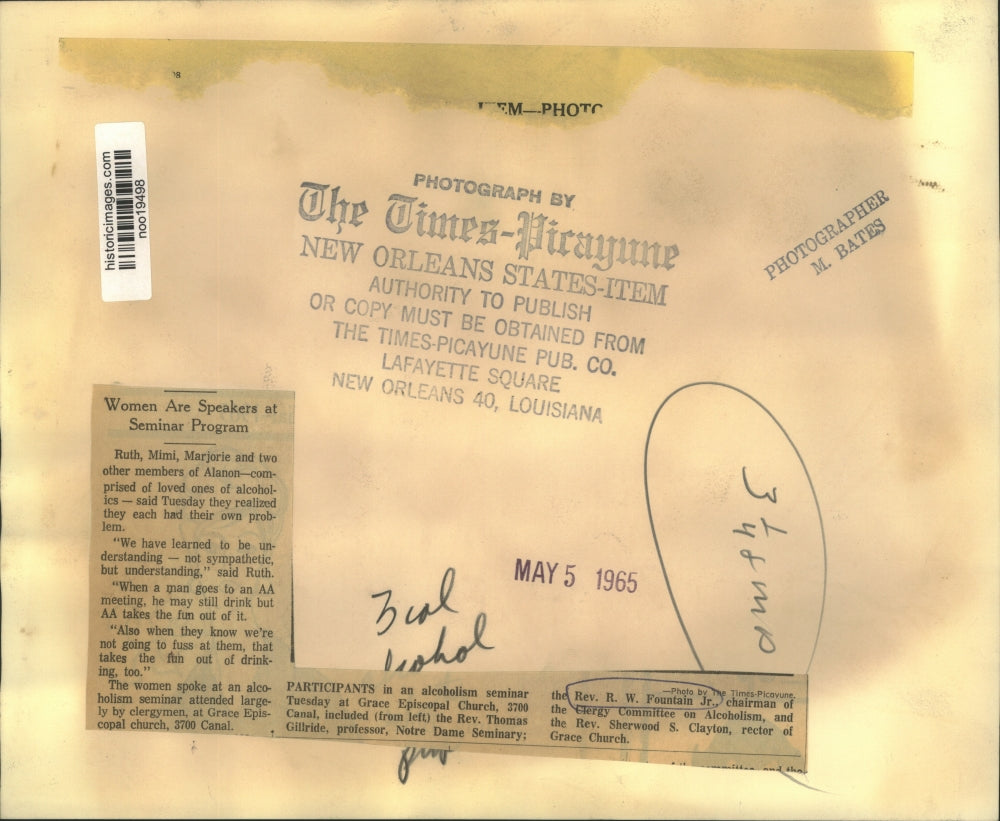 EM—PHOTO
historicimages.com
noo19498
PHOTOGRAPH BY
The Times-Picayune
NEW ORLEANS STATES-ITEM
AUTHORITY TO PUBLISH
OR COPY MUST BE OBTAINED FROM
THE TIMES-PICAYUNE PUB. CO.
LAFAYETTE SQUARE
NEW ORLEANS 40, LOUISIANA
PHOTOGRAPHER
M. BATES
MAY 5 1965
3 col
Women Are Speakers at
Seminar Program
Ruth, Mimi, Marjorie and two
other members of Alanon—com-
prised of loved ones of alcohol-
ics — said Tuesday they realized
they each had their own prob-
lem.
"We have learned to be un-
derstanding — not sympathetic,
but understanding," said Ruth.
"When a man goes to an AA
meeting, he may still drink but
AA takes the fun out of it.
"Also when they know we're
not going to fuss at them, that
takes the fun out of drink-
ing, too."
The women spoke at an alco-
holism seminar attended large-
ly by clergymen, at Grace Epis-
copal church, 3700 Canal.
—Photo by The Times-Picayune.
PARTICIPANTS in an alcoholism seminar
Tuesday at Grace Episcopal Church, 3700
Canal, included (from left) the Rev. Thomas
Gillride, professor, Notre Dame Seminary;
the Rev. R. W. Fountain Jr., chairman of
the Clergy Committee on Alcoholism, and
the Rev. Sherwood S. Clayton, rector of
Grace Church.